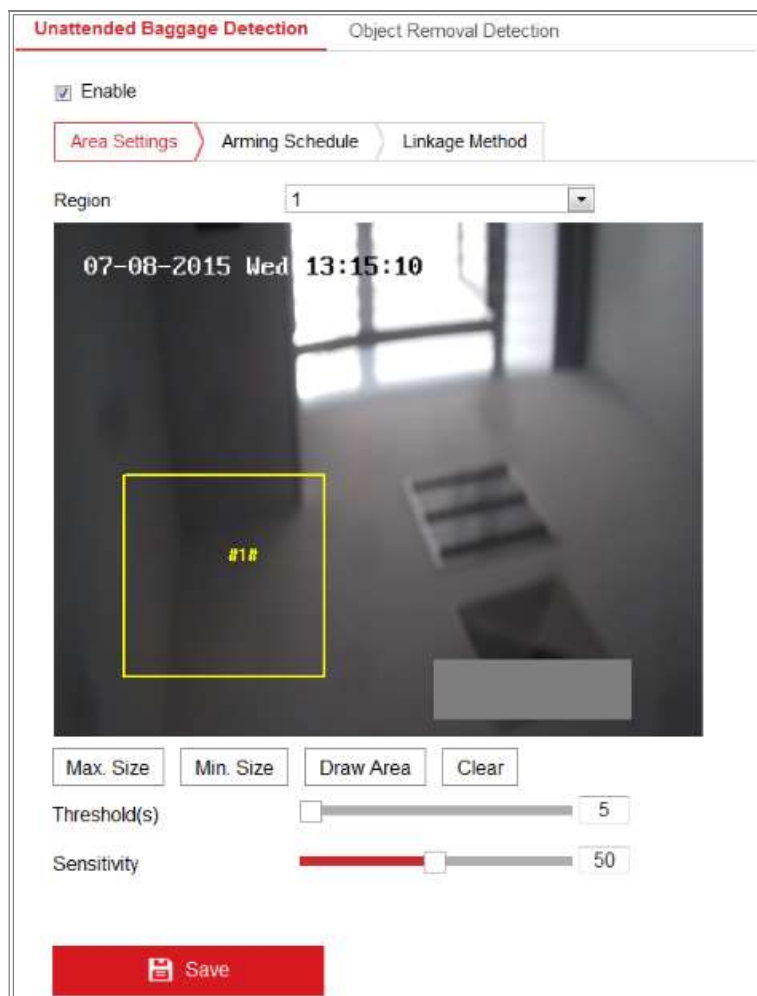 Unattended Baggage Detection Object Removal Detection
Enable
Area Settings Arming Schedule Linkage Method
Region 1
07-08-2015 Wed 13:15:10
#1#
Max. Size Min. Size Draw Area Clear
Threshold(s) 5
Sensitivity 50
Save